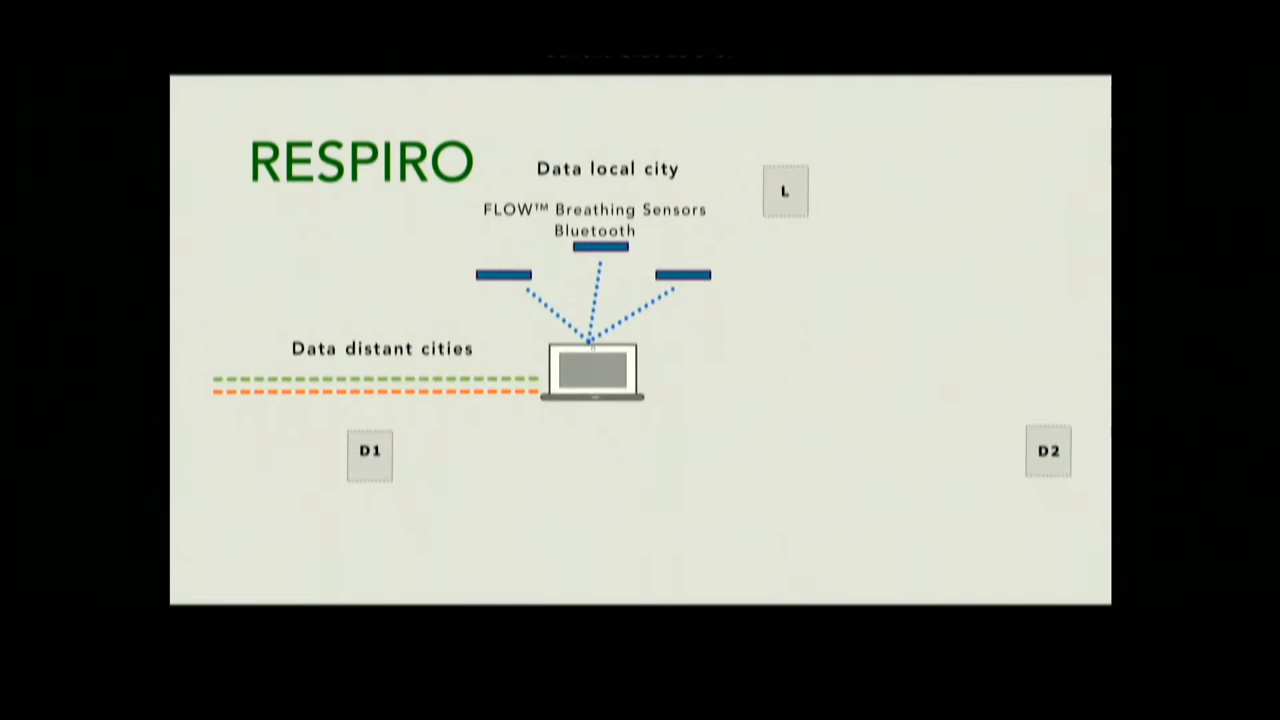 RESPIRO
Data local city
L
FLOW™ Breathing Sensors
Bluetooth
Data distant cities
D1
D2